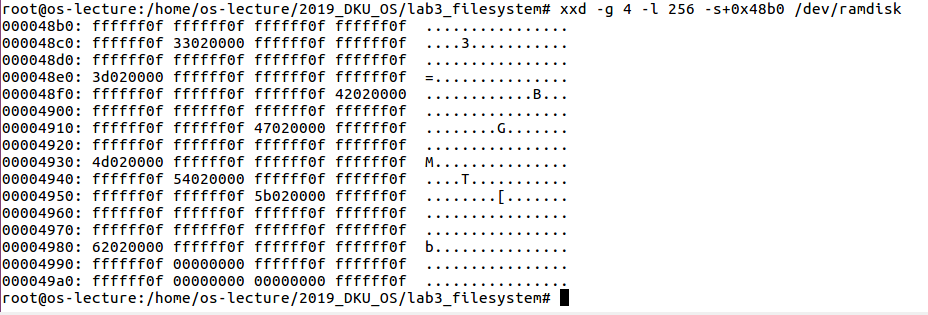 root@os-lecture:/home/os-lecture/2019_DKU_OS/lab3_filesystem# xxd -g 4 -l 256 -s+0x48b0 /dev/ramdisk
000048b0: ffffff0f ffffff0f ffffff0f ffffff0f  ................
000048c0: ffffff0f 33020000 ffffff0f ffffff0f  ....3...........
000048d0: ffffff0f ffffff0f ffffff0f ffffff0f  ................
000048e0: 3d020000 ffffff0f ffffff0f ffffff0f  =...............
000048f0: ffffff0f ffffff0f ffffff0f 42020000  ............B...
00004900: ffffff0f ffffff0f ffffff0f ffffff0f  ................
00004910: ffffff0f ffffff0f 47020000 ffffff0f  ........G.......
00004920: ffffff0f ffffff0f ffffff0f ffffff0f  ................
00004930: 4d020000 ffffff0f ffffff0f ffffff0f  M...............
00004940: ffffff0f 54020000 ffffff0f ffffff0f  ....T...........
00004950: ffffff0f ffffff0f 5b020000 ffffff0f  ........[.......
00004960: ffffff0f ffffff0f ffffff0f ffffff0f  ................
00004970: ffffff0f ffffff0f ffffff0f ffffff0f  ................
00004980: 62020000 ffffff0f ffffff0f ffffff0f  b...............
00004990: ffffff0f 00000000 ffffff0f ffffff0f  ................
000049a0: ffffff0f 00000000 00000000 ffffff0f  ................
root@os-lecture:/home/os-lecture/2019_DKU_OS/lab3_filesystem#